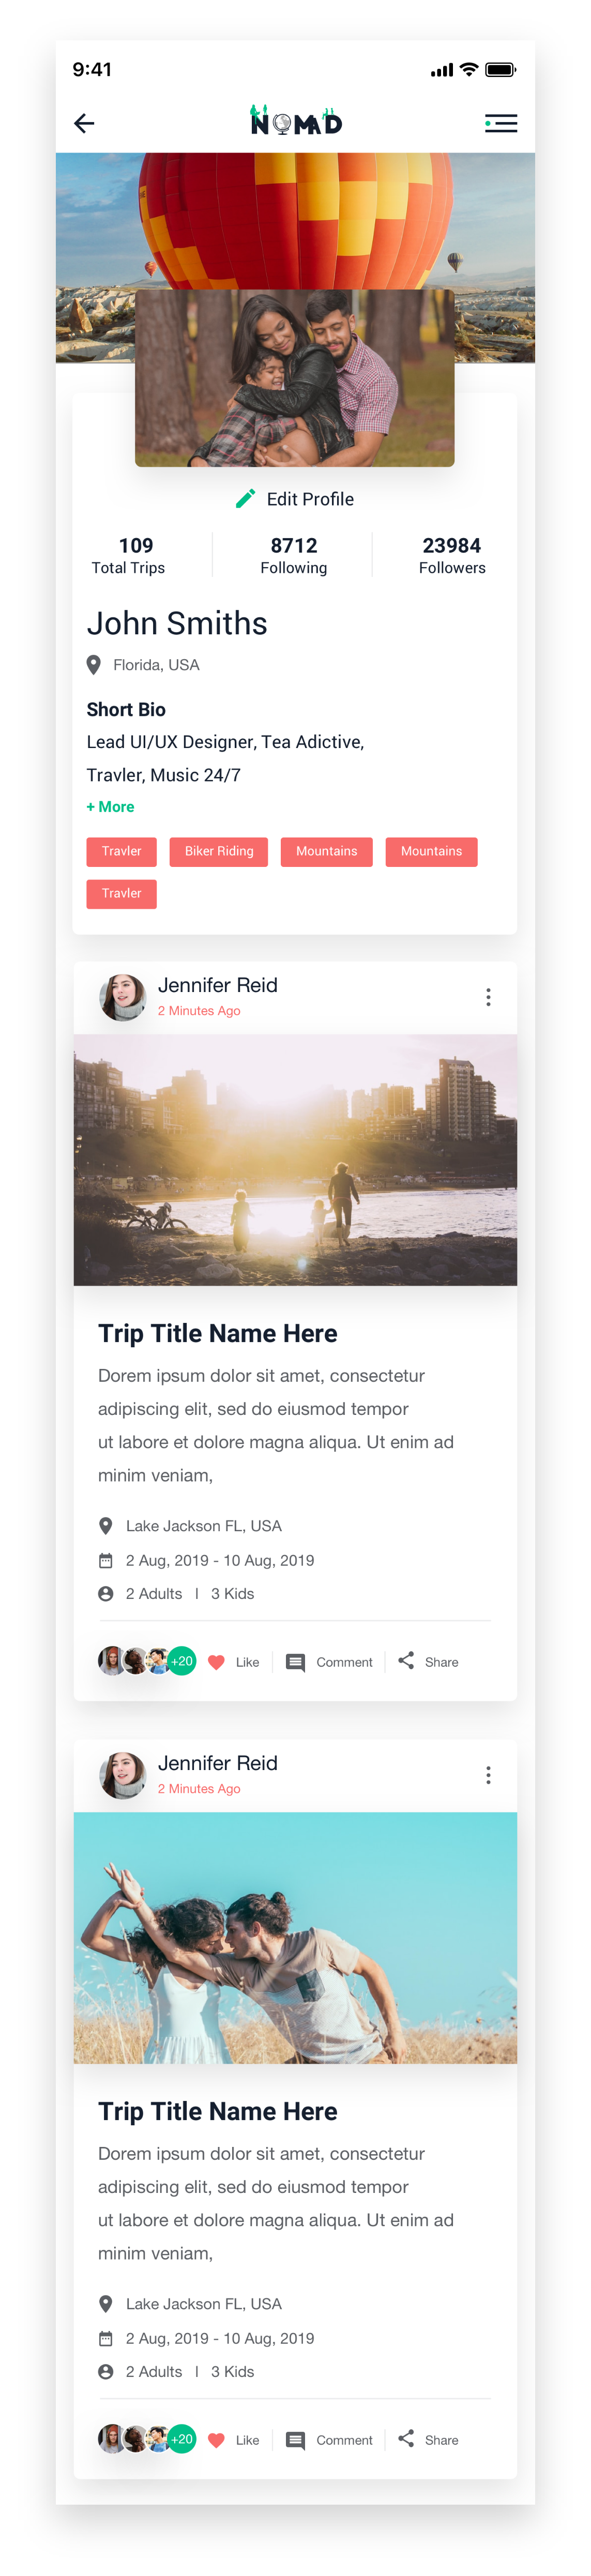 9:41
NOMAD
Edit Profile
109 8712 23984
Total Trips Following Followers
John Smiths
Florida, USA
Short Bio
Lead UI/UX Designer, Tea Adictive,
Travler, Music 24/7
+ More
Travler Biker Riding Mountains Mountains
Travler
Jennifer Reid
2 Minutes Ago
Trip Title Name Here
Dorem ipsum dolor sit amet, consectetur
adipiscing elit, sed do eiusmod tempor
ut labore et dolore magna aliqua. Ut enim ad
minim veniam,
Lake Jackson FL, USA
2 Aug, 2019 - 10 Aug, 2019
2 Adults | 3 Kids
+20 Like Comment Share
Jennifer Reid
2 Minutes Ago
Trip Title Name Here
Dorem ipsum dolor sit amet, consectetur
adipiscing elit, sed do eiusmod tempor
ut labore et dolore magna aliqua. Ut enim ad
minim veniam,
Lake Jackson FL, USA
2 Aug, 2019 - 10 Aug, 2019
2 Adults | 3 Kids
+20 Like Comment Share